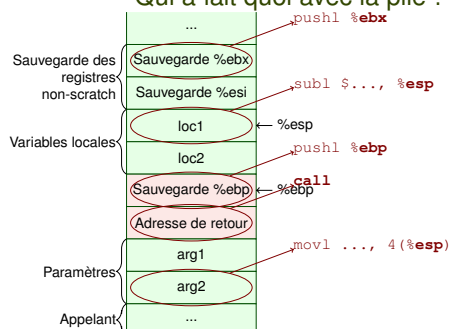 Qui a fait quoi avec la pile ?
...
pushl %ebx
Sauvegarde des
registres
non-scratch
Sauvegarde %ebx
Sauvegarde %esi
subl $..., %esp
Variables locales
loc1
← %esp
loc2
pushl %ebp
Sauvegarde %ebp
← %ebp
call
Adresse de retour
Paramètres
arg1
movl ..., 4(%esp)
arg2
Appelant
...